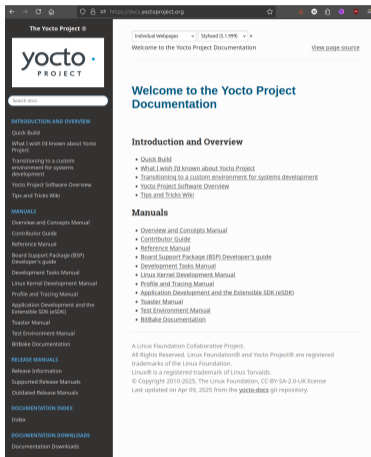 https://docs.yoctoproject.org
The Yocto Project ®
yocto
PROJECT
Search docs
INTRODUCTION AND OVERVIEW
Quick Build
What I wish I'd known about Yocto
Project
Transitioning to a custom
environment for systems
development
Yocto Project Software Overview
Tips and Tricks Wiki
MANUALS
Overview and Concepts Manual
Contributor Guide
Reference Manual
Board Support Package (BSP)
Developer's guide
Development Tasks Manual
Linux Kernel Development Manual
Profile and Tracing Manual
Application Development and the
Extensible SDK (eSDK)
Toaster Manual
Test Environment Manual
BitBake Documentation
RELEASE MANUALS
Release Information
Supported Release Manuals
Outdated Release Manuals
DOCUMENTATION INDEX
Index
DOCUMENTATION DOWNLOADS
Documentation Downloads
Individual Webpages
Styhead (5.1.999)
»
Welcome to the Yocto Project Documentation
View page source
Welcome to the Yocto Project
Documentation
Introduction and Overview
Quick Build
What I wish I'd known about Yocto Project
Transitioning to a custom environment for systems development
Yocto Project Software Overview
Tips and Tricks Wiki
Manuals
Overview and Concepts Manual
Contributor Guide
Reference Manual
Board Support Package (BSP) Developer's guide
Development Tasks Manual
Linux Kernel Development Manual
Profile and Tracing Manual
Application Development and the Extensible SDK (eSDK)
Toaster Manual
Test Environment Manual
BitBake Documentation
A Linux Foundation Collaborative Project.
All Rights Reserved. Linux Foundation® and Yocto Project® are registered
trademarks of the Linux Foundation.
Linux® is a registered trademark of Linus Torvalds.
© Copyright 2010-2025, The Linux Foundation, CC-BY-SA-2.0-UK license
Last updated on Apr 09, 2025 from the yocto-docs git repository.